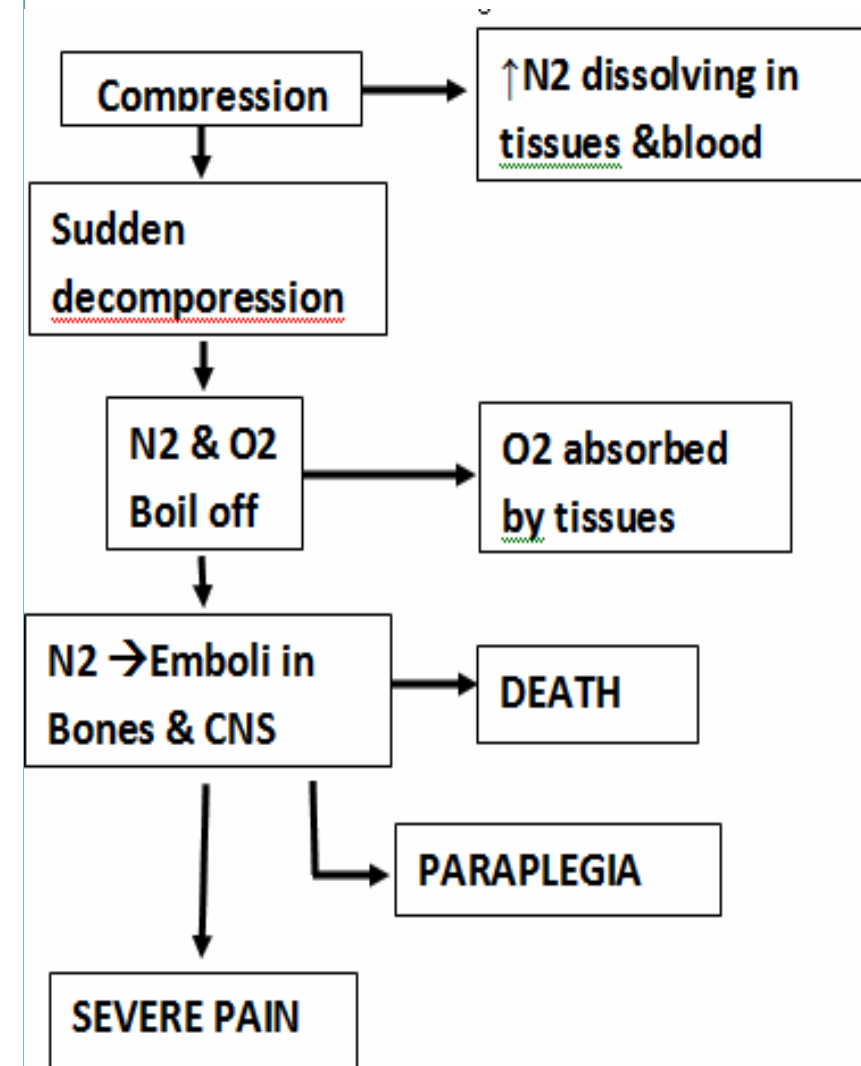 Compression
↑N2 dissolving in
tissues &blood
Sudden
decomporession
N2 & O2
Boil off
O2 absorbed
by tissues
N2 →Emboli in
Bones & CNS
DEATH
PARAPLEGIA
SEVERE PAIN